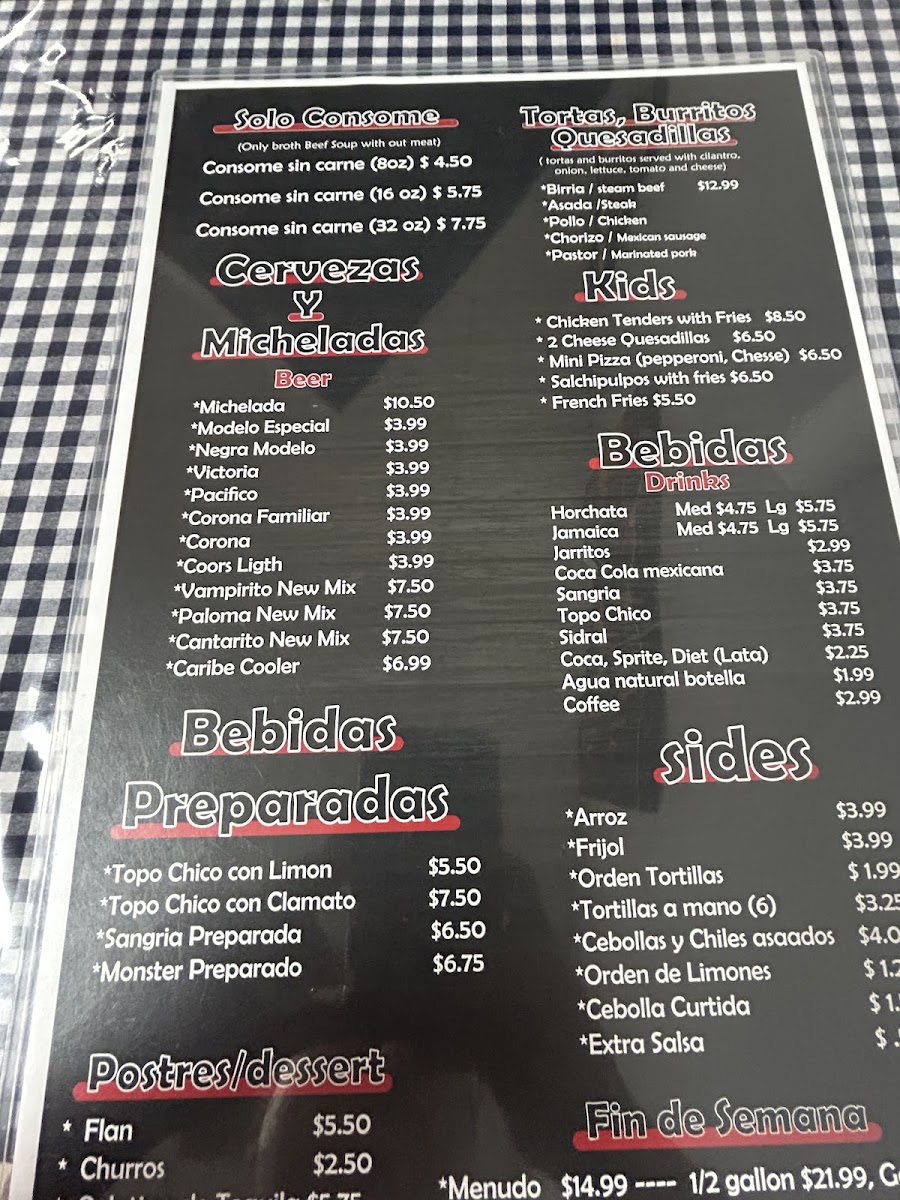 Solo Consome
(Only broth Beef Soup with out meat)
Consome sin carne (8oz) $ 4.50
Consome sin carne (16 oz) $ 5.75
Consome sin carne (32 oz) $ 7.75
Cervezas
Y
Micheladas
Beer
*Michelada $10.50
*Modelo Especial $3.99
*Negra Modelo $3.99
*Victoria $3.99
*Pacifico $3.99
*Corona Familiar $3.99
*Corona $3.99
*Coors Ligth $3.99
*Vampirito New Mix $7.50
*Paloma New Mix $7.50
*Cantarito New Mix $7.50
*Caribe Cooler $6.99
Bebidas
Preparadas
*Topo Chico con Limon $5.50
*Topo Chico con Clamato $7.50
*Sangria Preparada $6.50
*Monster Preparado $6.75
Postres/dessert
* Flan $5.50
* Churros $2.50
Tortas, Burritos
Quesadillas
( tortas and burritos served with cilantro,
onion, lettuce, tomato and cheese)
*Birria / steam beef $12.99
*Asada /Steak
*Pollo / Chicken
*Chorizo / Mexican sausage
*Pastor / Marinated pork
Kids
* Chicken Tenders with Fries $8.50
* 2 Cheese Quesadillas $6.50
* Mini Pizza (pepperoni, Chesse) $6.50
* Salchipulpos with fries $6.50
* French Fries $5.50
Bebidas
Drinks
Horchata Med $4.75 Lg $5.75
Jamaica Med $4.75 Lg $5.75
Jarritos $2.99
Coca Cola mexicana $3.75
Sangria $3.75
Topo Chico $3.75
Sidral $3.75
Coca, Sprite, Diet (Lata) $2.25
Agua natural botella $1.99
Coffee $2.99
sides
*Arroz $3.99
*Frijol $3.99
*Orden Tortillas $ 1.99
*Tortillas a mano (6) $3.25
*Cebollas y Chiles asaados $4.0
*Orden de Limones $ 1.2
*Cebolla Curtida $ 1.
*Extra Salsa $ .
Fin de Semana
*Menudo $14.99 ---- 1/2 gallon $21.99,